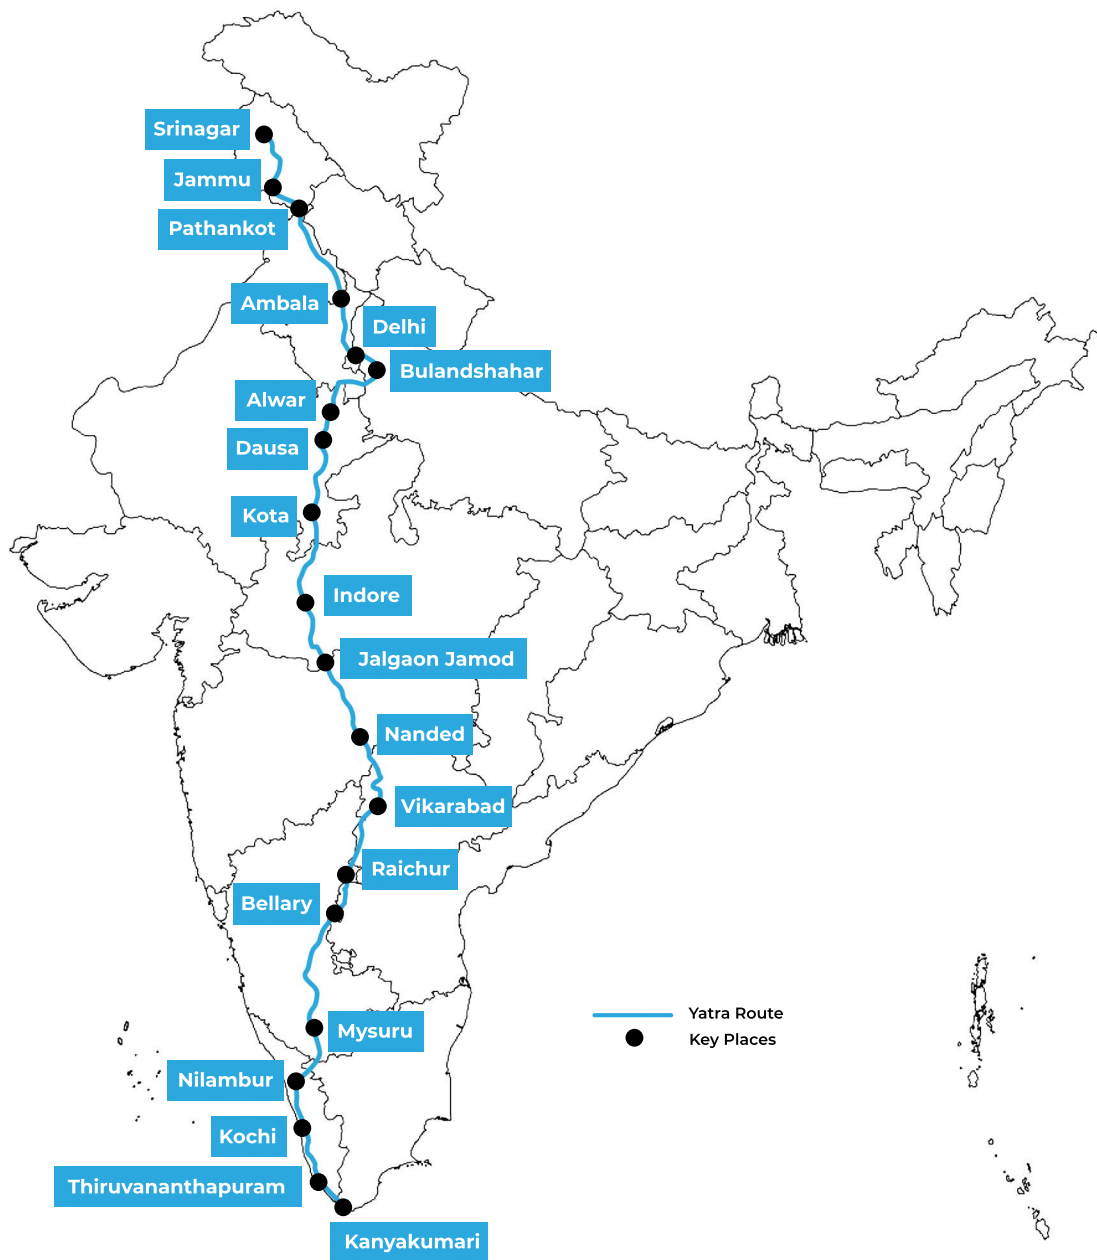 Srinagar
Jammu
Pathankot
Ambala
Delhi
Bulandshahar
Alwar
Dausa
Kota
Indore
Jalgaon Jamod
Nanded
Vikarabad
Raichur
Bellary
Yatra Route
Mysuru
Key Places
Nilambur
Kochi
Thiruvananthapuram
Kanyakumari